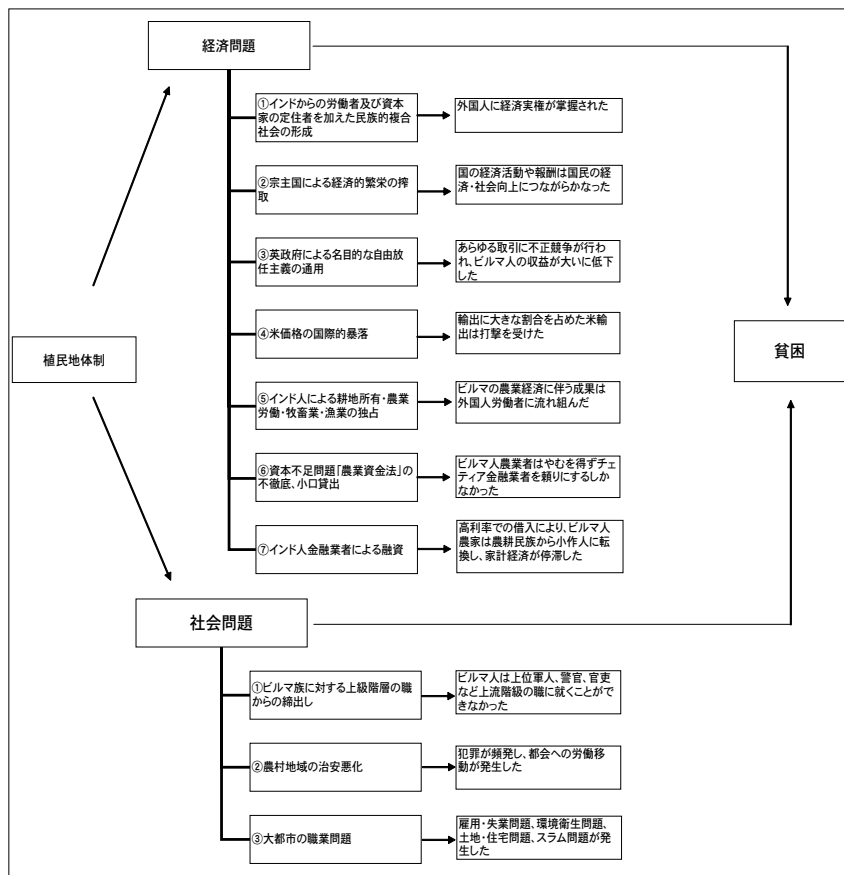 経済問題
①インドからの労働者及び資本
家の定住者を加えた民族的複合
社会の形成
外国人に経済実権が掌握された
②宗主国による経済的繁栄の搾
取
国の経済活動や報酬は国民の経
済・社会向上につながらかなった
③英政府による名目的な自由放
任主義の通用
あらゆる取引に不正競争が行わ
れ、ビルマ人の収益が大いに低下
した
④米価格の国際的暴落
輸出に大きな割合を占めた米輸
出は打撃を受けた
植民地体制
貧困
⑤インド人による耕地所有・農業
労働・牧畜業・漁業の独占
ビルマの農業経済に伴う成果は
外国人労働者に流れ組んだ
⑥資本不足問題「農業資金法」の
不徹底、小口貸出
ビルマ人農業者はやむを得ずチェ
ティア金融業者を頼りにするしか
なかった
⑦インド人金融業者による融資
高利率での借入により、ビルマ人
農家は農耕民族から小作人に転
換し、家計経済が停滞した
社会問題
①ビルマ族に対する上級階層の職
からの締出し
ビルマ人は上位軍人、警官、官吏
など上流階級の職に就くことがで
きなかった
②農村地域の治安悪化
犯罪が頻発し、都会への労働移
動が発生した
③大都市の職業問題
雇用・失業問題、環境衛生問題、
土地・住宅問題、スラム問題が発
生した